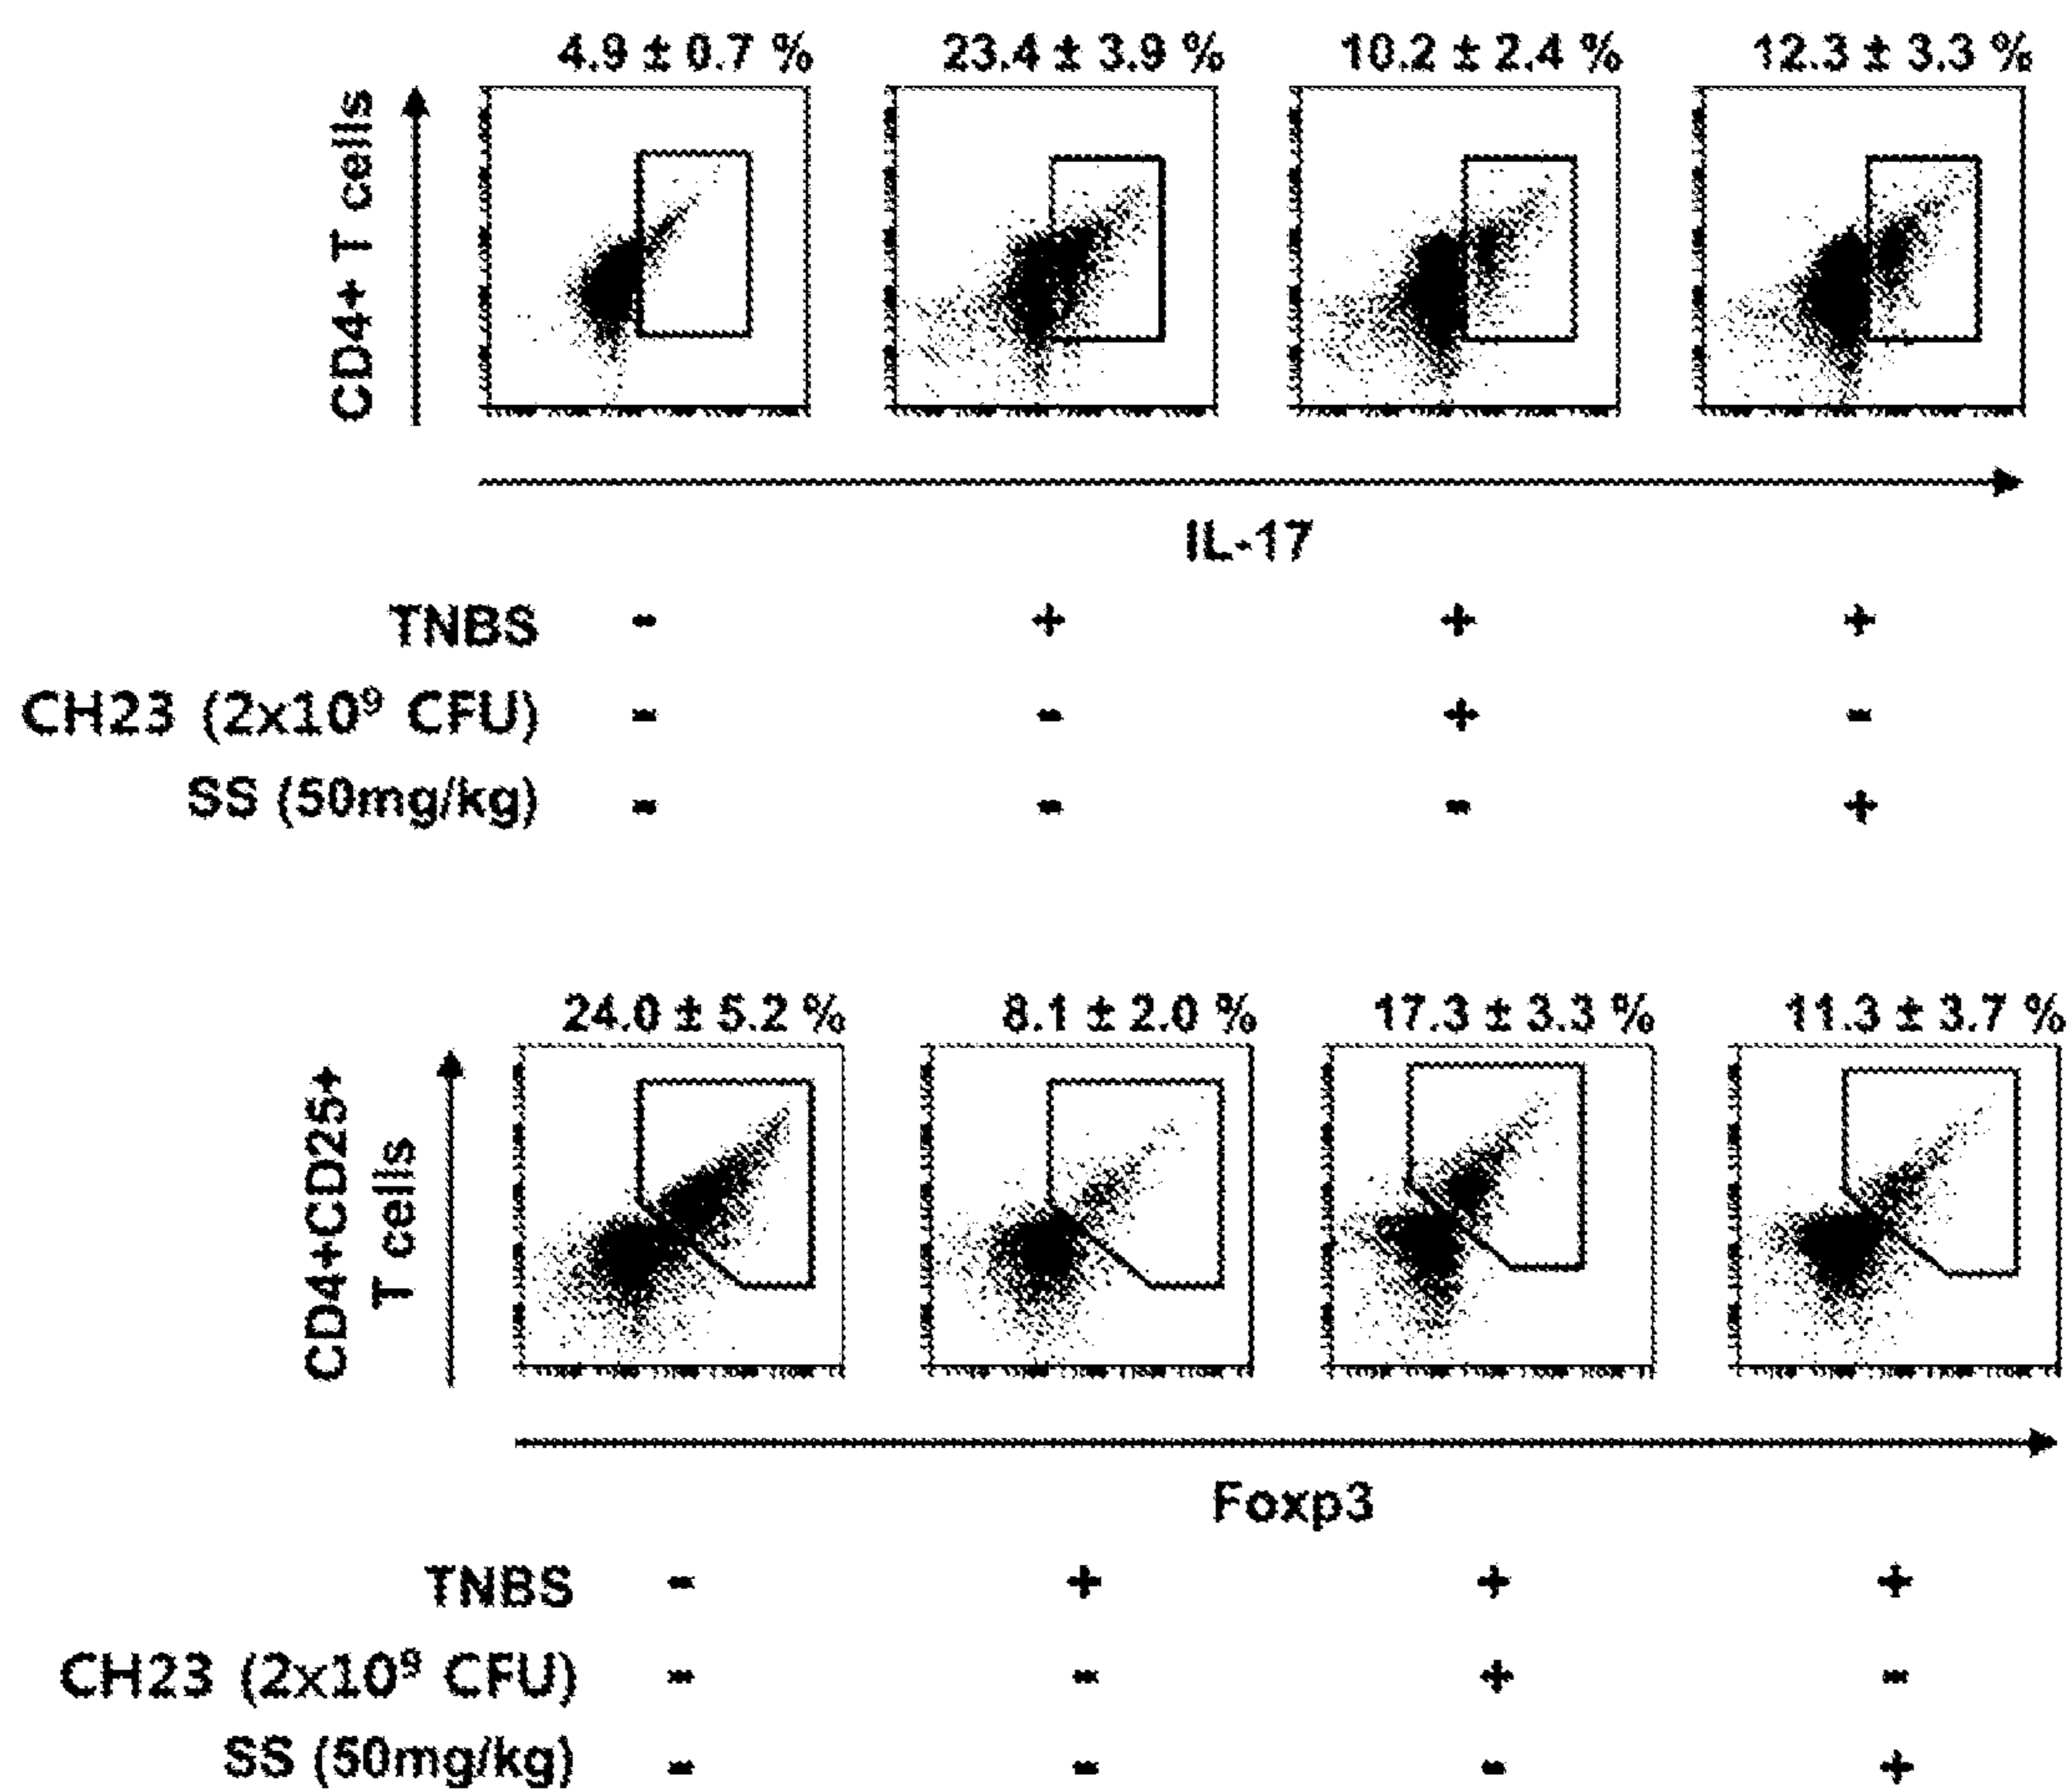 4.9 ± 0.7 % 23.4 ± 3.9 % 10.2 ± 2.4 % 12.3 ± 3.3 %
CD4+ T cells
IL-17
TNBS - + + +
CH23 (2x10⁹ CFU) - - + -
SS (50mg/kg) - - - +
24.0 ± 5.2 % 8.1 ± 2.0 % 17.3 ± 3.3 % 11.3 ± 3.7 %
CD4+CD25+
T cells
Foxp3
TNBS - + + +
CH23 (2x10⁹ CFU) - - + -
SS (50mg/kg) - - - +